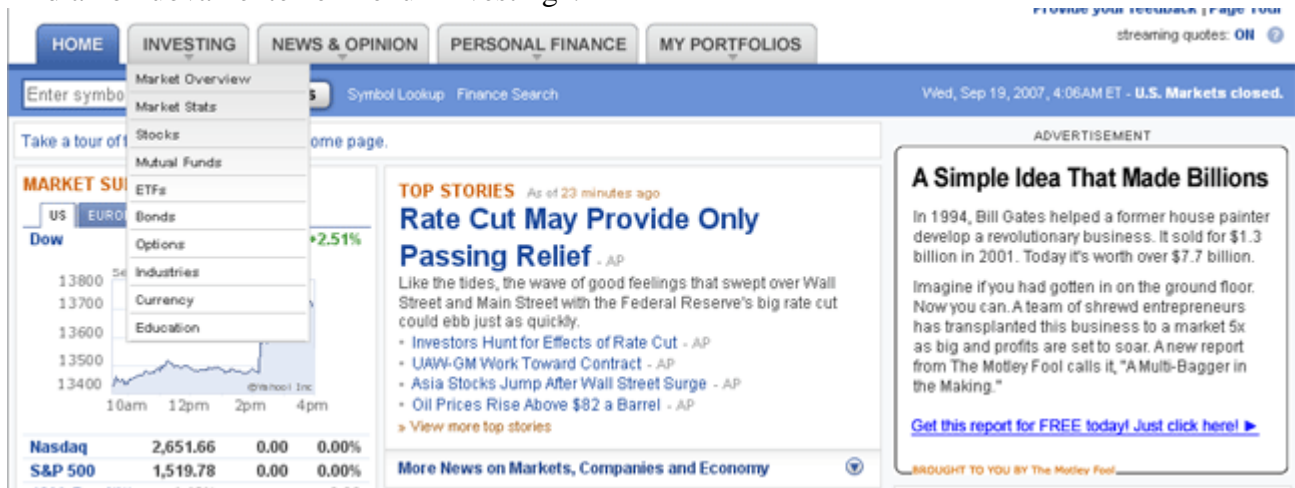 Provide your feedback | Page Tour
streaming quotes: ON
HOME INVESTING NEWS & OPINION PERSONAL FINANCE MY PORTFOLIOS
Enter symbo Symbol Lookup Finance Search Wed, Sep 19, 2007, 4:06AM ET - U.S. Markets closed.
Market Overview
Market Stats
Stocks
Mutual Funds
ETFs
Bonds
Options
Industries
Currency
Education
Take a tour of t ome page.
MARKET SU
US EURO
Dow +2.51%
13800
13700
13600
13500
13400
©Yahoo! Inc
10am 12pm 2pm 4pm
Nasdaq 2,651.66 0.00 0.00%
S&P 500 1,519.78 0.00 0.00%
TOP STORIES As of 23 minutes ago
Rate Cut May Provide Only
Passing Relief - AP
Like the tides, the wave of good feelings that swept over Wall
Street and Main Street with the Federal Reserve's big rate cut
could ebb just as quickly.
• Investors Hunt for Effects of Rate Cut - AP
• UAW-GM Work Toward Contract - AP
• Asia Stocks Jump After Wall Street Surge - AP
• Oil Prices Rise Above $82 a Barrel - AP
» View more top stories
More News on Markets, Companies and Economy
ADVERTISEMENT
A Simple Idea That Made Billions
In 1994, Bill Gates helped a former house painter
develop a revolutionary business. It sold for $1.3
billion in 2001. Today it's worth over $7.7 billion.
Imagine if you had gotten in on the ground floor.
Now you can. A team of shrewd entrepreneurs
has transplanted this business to a market 5x
as big and profits are set to soar. A new report
from The Motley Fool calls it, "A Multi-Bagger in
the Making."
Get this report for FREE today! Just click here! ►
BROUGHT TO YOU BY The Motley Fool